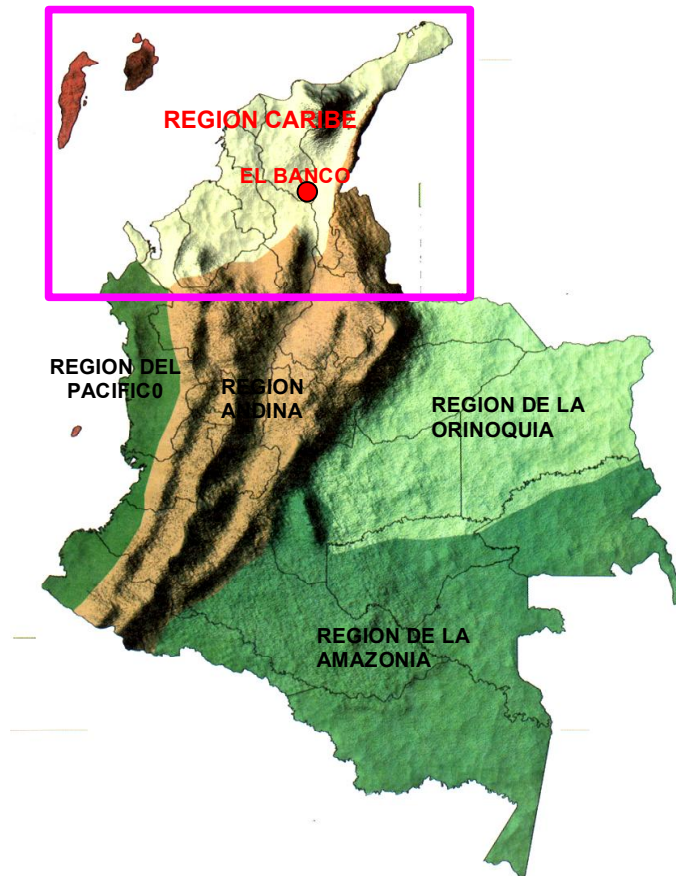 REGION CARIBE
EL BANCO
REGION DEL
PACIFIC0
REGION
ANDINA
REGION DE LA
ORINOQUIA
REGION DE LA
AMAZONIA